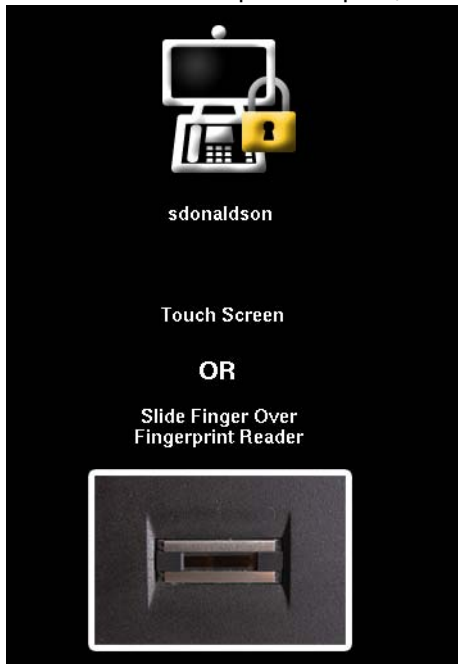 sdonaldson
Touch Screen
OR
Slide Finger Over
Fingerprint Reader